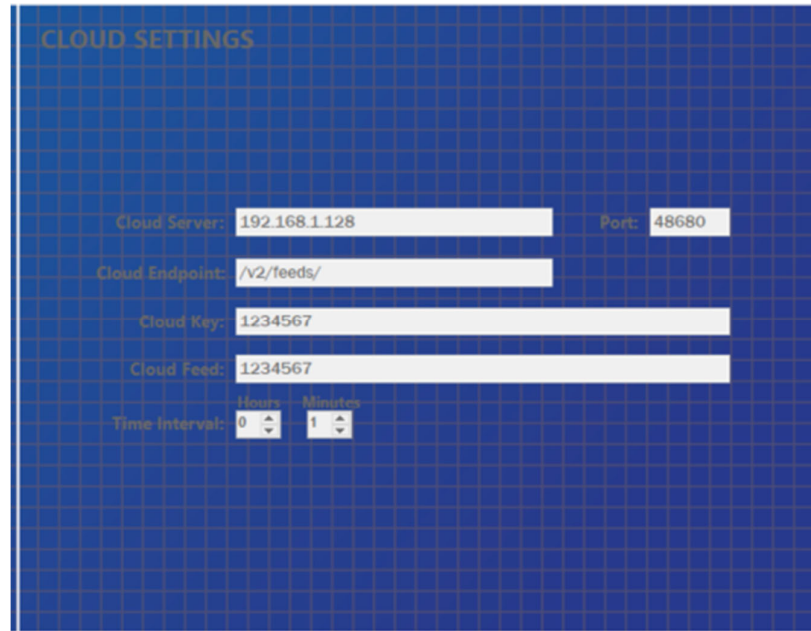 CLOUD SETTINGS
Cloud Server: 192.168.1.128 Port: 48680
Cloud Endpoint: /v2/feeds/
Cloud Key: 1234567
Cloud Feed: 1234567
Hours Minutes
Time Interval: 0 1